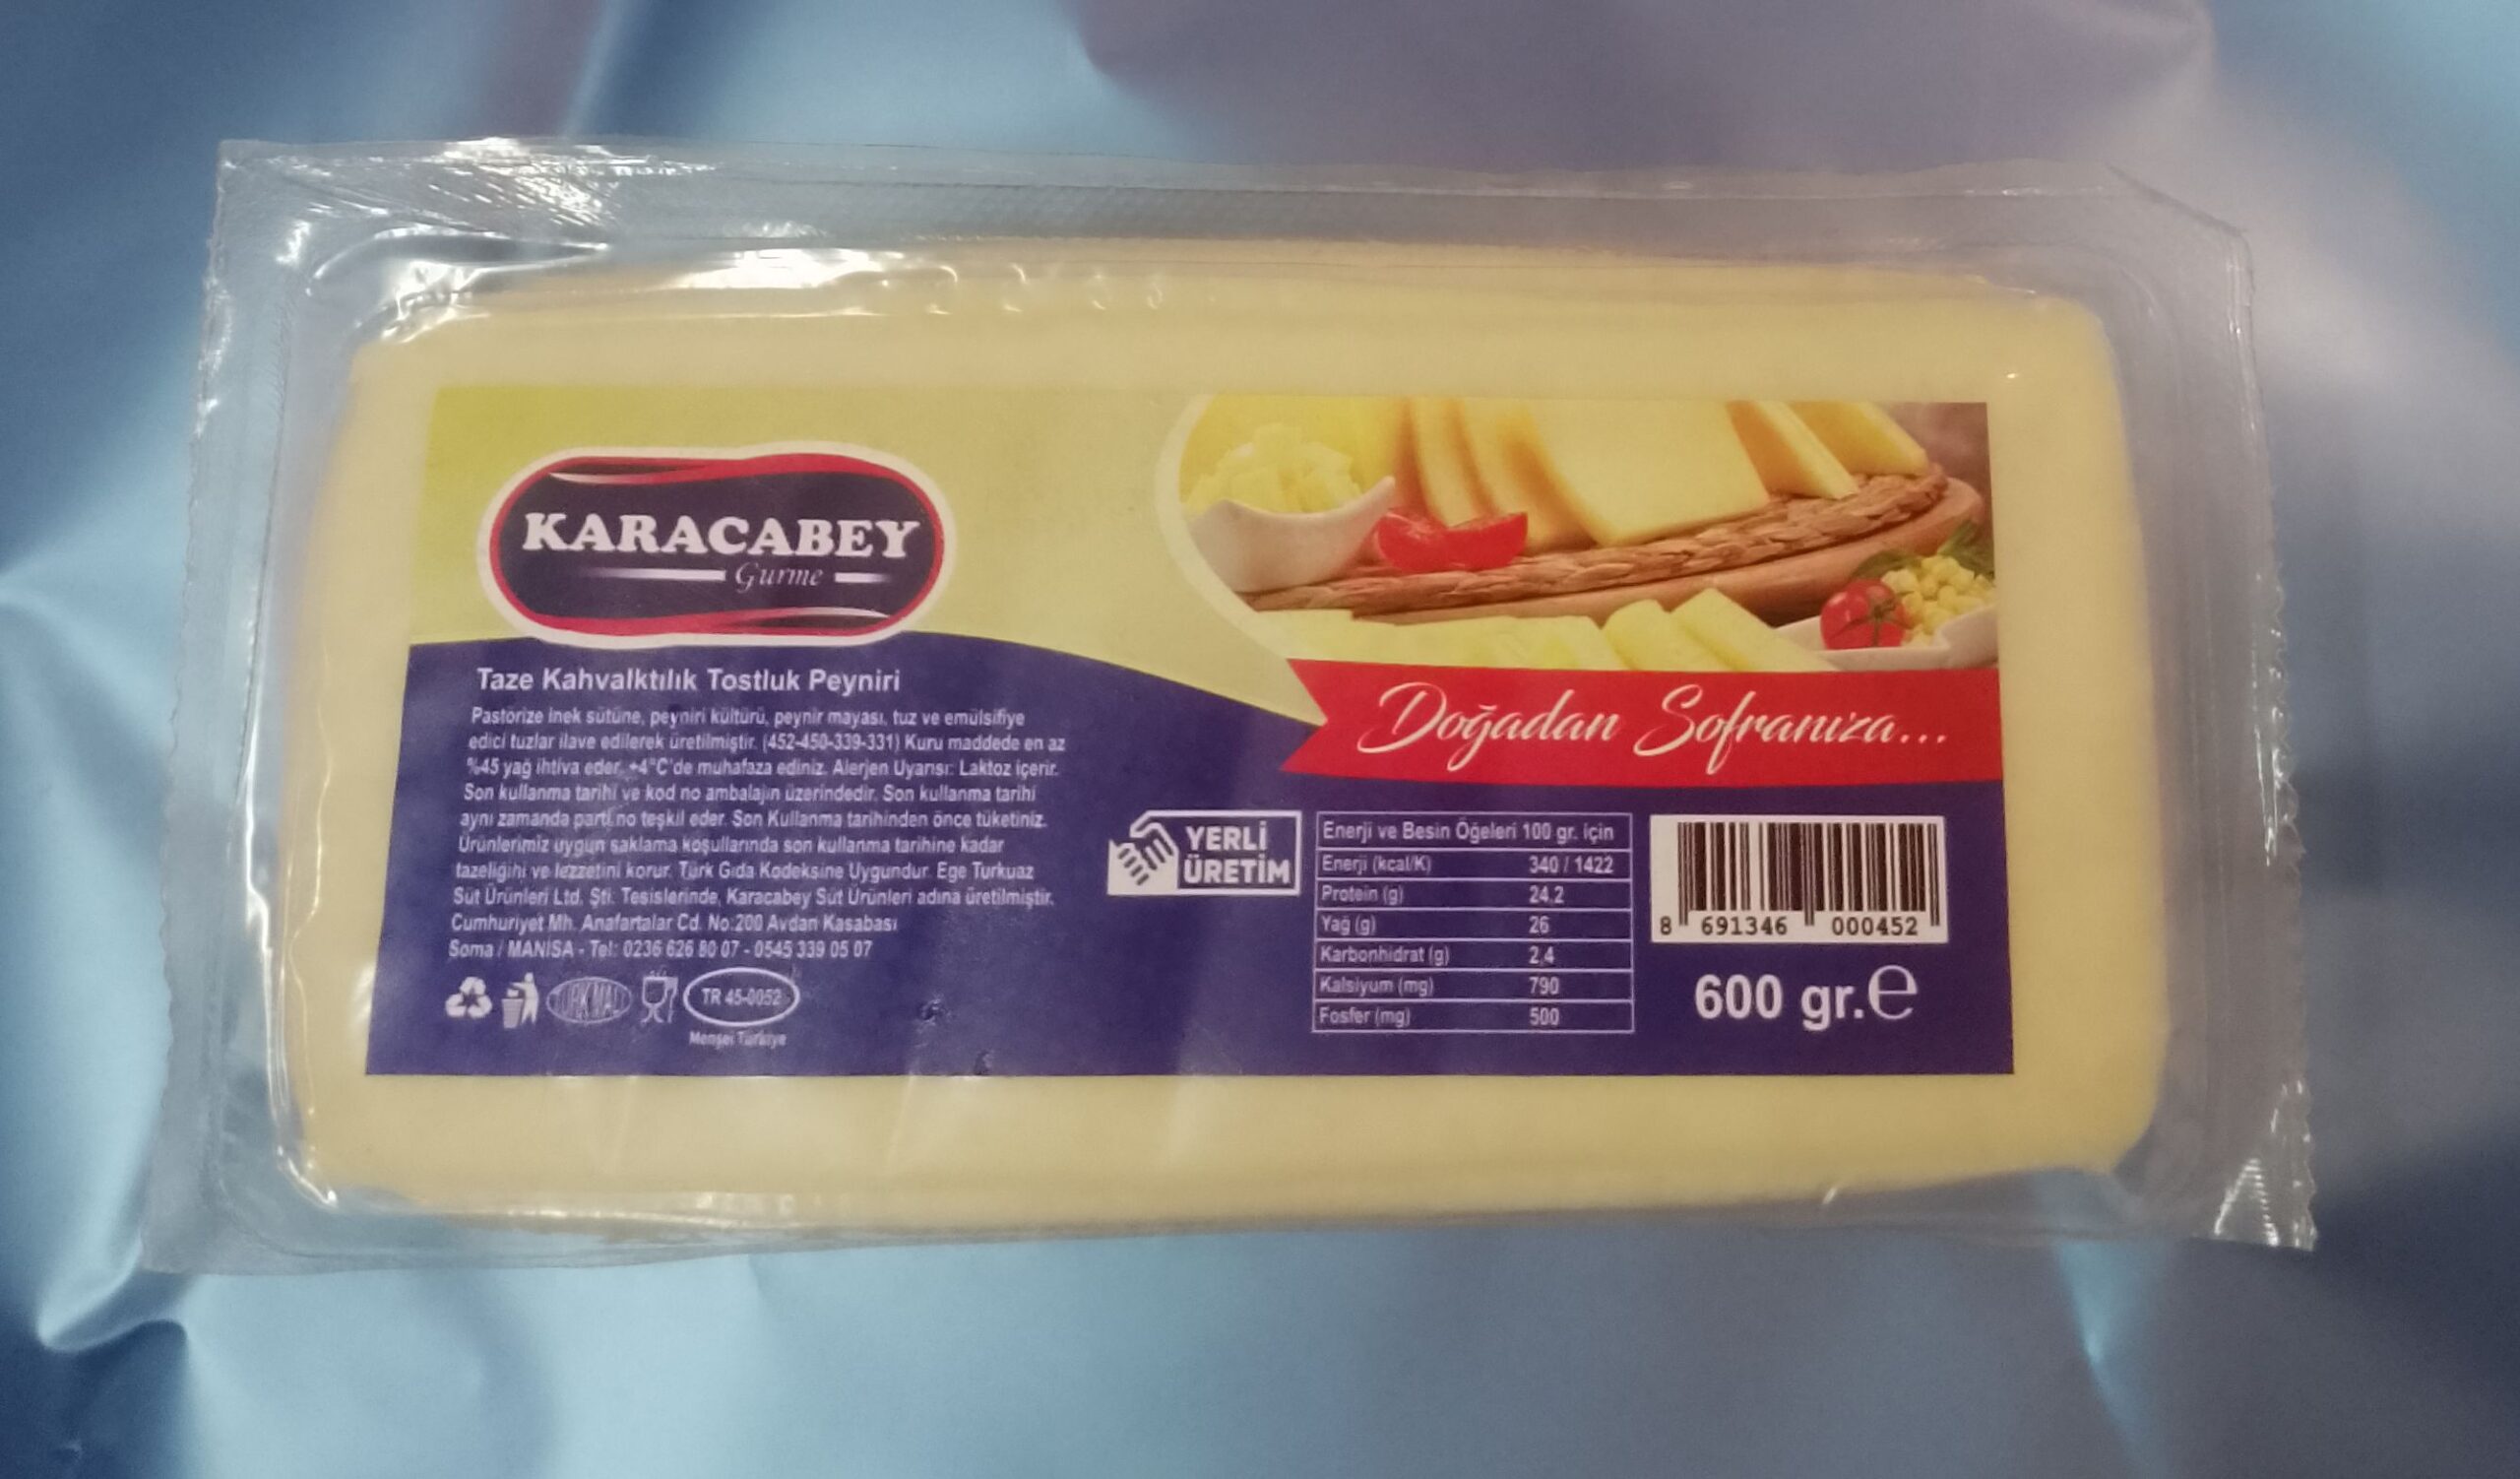 KARACABEY
Gurme
Taze Kahvalktılık Tostluk Peyniri
Pastörize inek sütüne, peyniri kültürü, peynir mayası, tuz ve emülsifiye
edici tuzlar ilave edilerek üretilmiştir. (452-450-339-331) Kuru maddede en az
%45 yağ ihtiva eder. +4°C'de muhafaza ediniz. Alerjen Uyarısı: Laktoz içerir.
Son kullanma tarihi ve kod no ambalajın üzerindedir. Son kullanma tarihi
aynı zamanda parti no teşkil eder. Son Kullanma tarihinden önce tüketiniz.
Ürünlerimiz uygun saklama koşullarında son kullanma tarihine kadar
tazeliğini ve lezzetini korur. Türk Gıda Kodeksine Uygundur. Ege Turkuaz
Süt Ürünleri Ltd. Şti. Tesislerinde, Karacabey Süt Ürünleri adına üretilmiştir.
Cumhuriyet Mh. Anafartalar Cd. No:200 Avdan Kasabası
Soma / MANİSA - Tel: 0236 626 80 07 - 0545 339 05 07
TÜRK MALI
TR 45-0052
Menşei Türkiye
Doğadan Sofranıza...
YERLİ
ÜRETİM
Enerji ve Besin Öğeleri 100 gr. için
Enerji (kcal/K) 340 / 1422
Protein (g) 24.2
Yağ (g) 26
Karbonhidrat (g) 2,4
Kalsiyum (mg) 790
Fosfer (mg) 500
8 691346 000452
600 gr.e